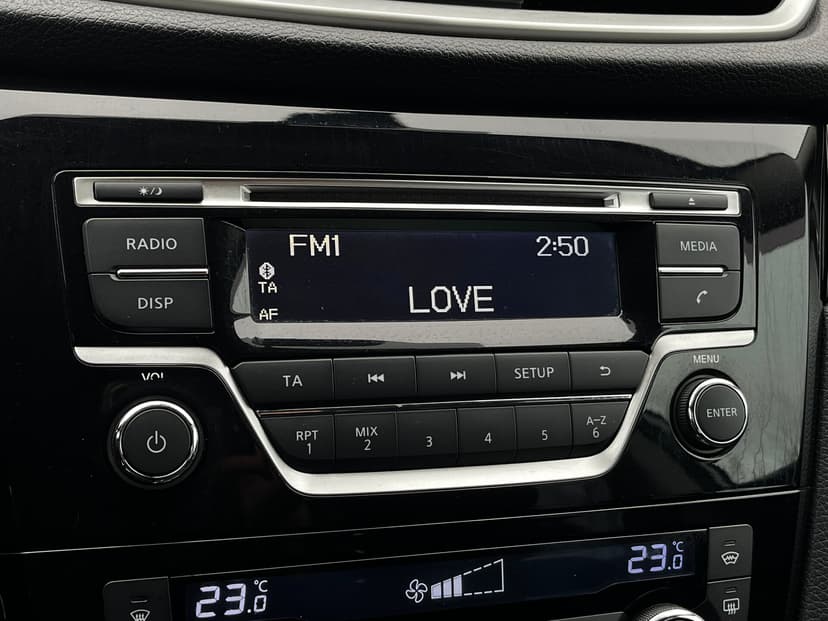 RADIO
FM1 2:50
MEDIA
TA
DISP
LOVE
AF
VOL
TA
SETUP
MENU
ENTER
RPT
1
MIX
2
3
4
5
A-Z
6
23.0°C
23.0°C